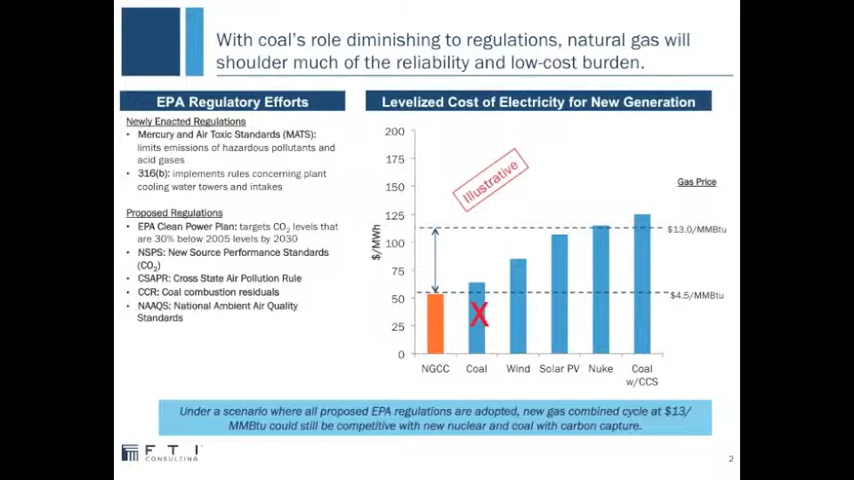 With coal's role diminishing to regulations, natural gas will
shoulder much of the reliability and low-cost burden.
EPA Regulatory Efforts
Newly Enacted Regulations
• Mercury and Air Toxic Standards (MATS):
limits emissions of hazardous pollutants and
acid gases
• 316(b): implements rules concerning plant
cooling water towers and intakes
Proposed Regulations
• EPA Clean Power Plan: targets CO2 levels that
are 30% below 2005 levels by 2030
• NSPS: New Source Performance Standards
(CO2)
• CSAPR: Cross State Air Pollution Rule
• CCR: Coal combustion residuals
• NAAQS: National Ambient Air Quality
Standards
Levelized Cost of Electricity for New Generation
$/MWh
200
175
150
125
100
75
50
25
0
Illustrative
X
Gas Price
$13.0/MMBtu
$4.5/MMBtu
NGCC Coal Wind Solar PV Nuke Coal
w/CCS
Under a scenario where all proposed EPA regulations are adopted, new gas combined cycle at $13/
MMBtu could still be competitive with new nuclear and coal with carbon capture.
F T I
CONSULTING
2